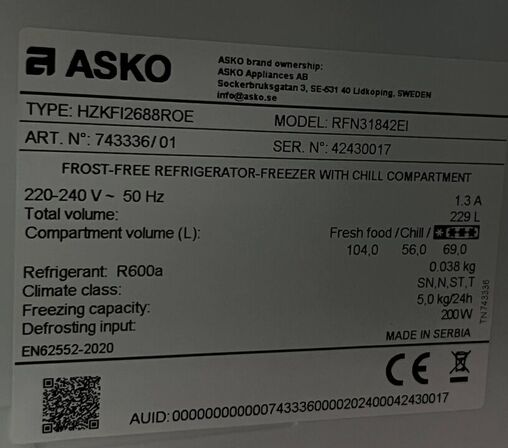 ASKO
ASKO brand ownership:
ASKO Appliances AB
Sockerbruksgatan 3, SE-531 40 Lidköping, SWEDEN
info@asko.se
TYPE: HZKFI2688ROE MODEL: RFN31842EI
ART. N°: 743336/01 SER. N°: 42430017
FROST-FREE REFRIGERATOR-FREEZER WITH CHILL COMPARTMENT
220-240 V ~ 50 Hz 1.3 A
Total volume: 229 L
Compartment volume (L): Fresh food /Chill /
104,0 56,0 69,0
Refrigerant: R600a 0.038 kg
Climate class: SN,N,ST,T
Freezing capacity: 5,0 kg/24h
Defrosting input: 200W
EN62552-2020 MADE IN SERBIA
TN743336
CE
AUID: 0000000000007433360000202400042430017